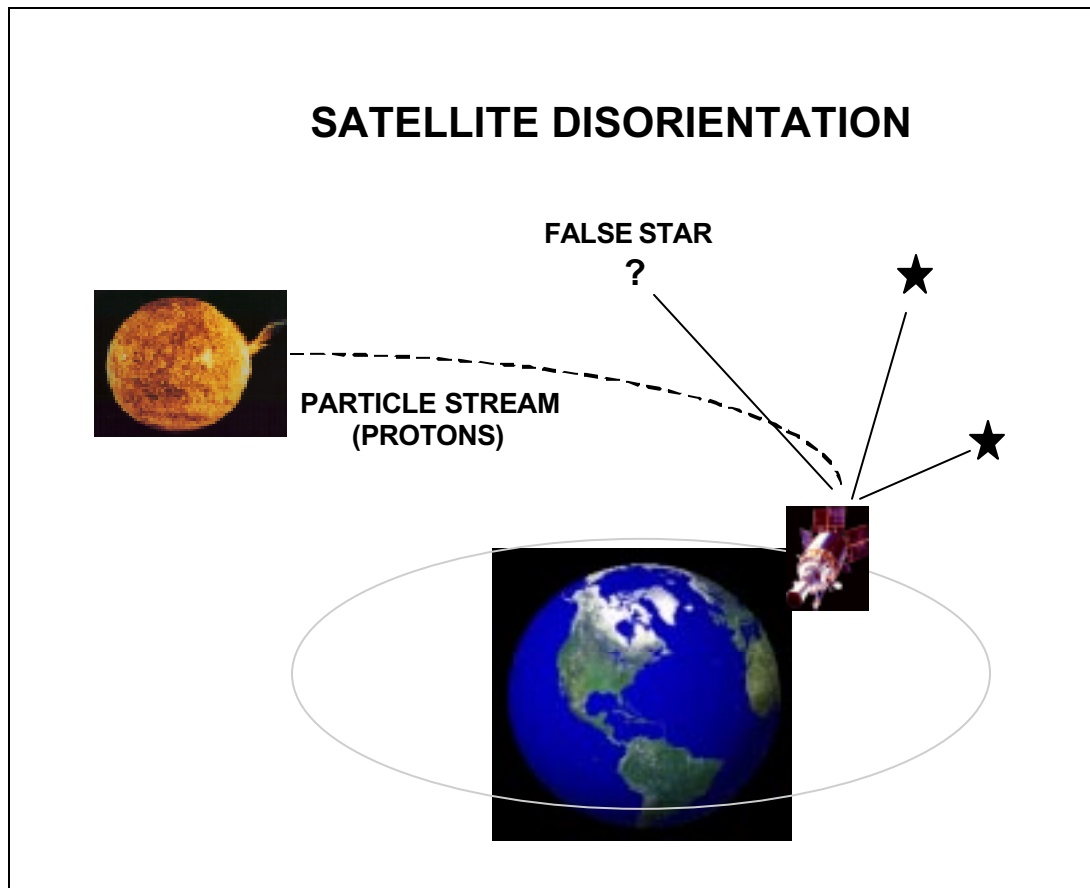 SATELLITE DISORIENTATION
FALSE STAR
?
PARTICLE STREAM
(PROTONS)